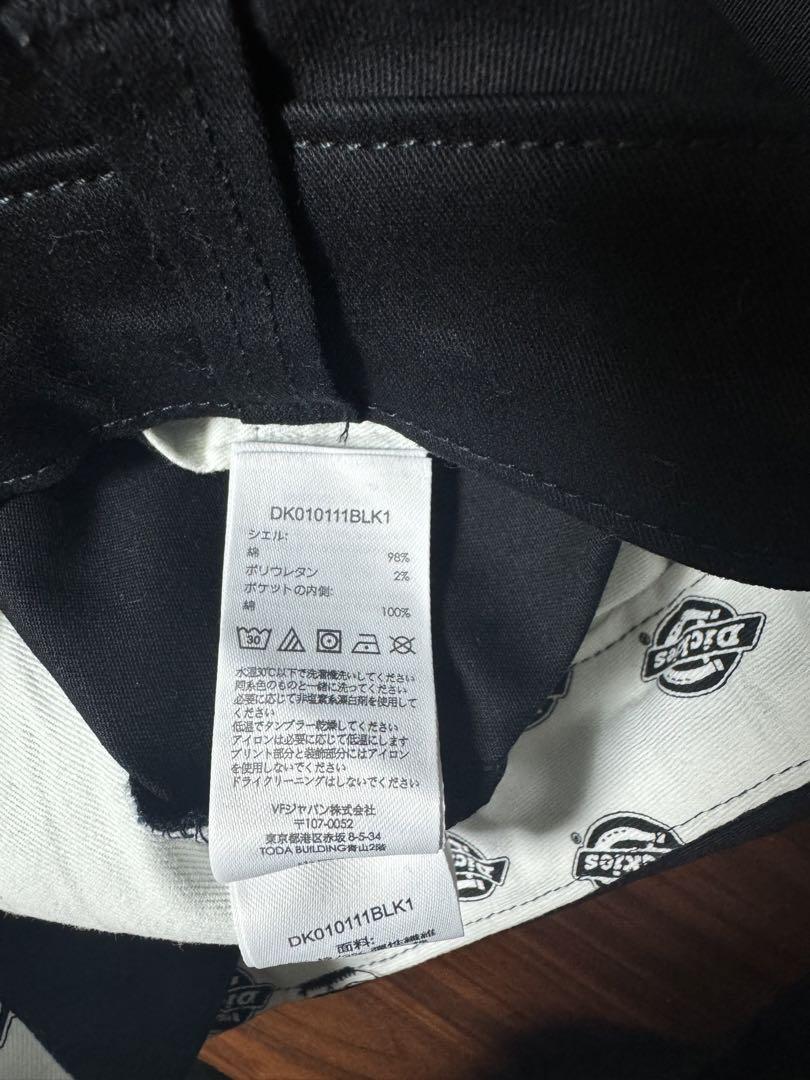 DK010111BLK1
シエル:
綿 98%
ポリウレタン 2%
ポケットの内側:
綿 100%
30
水温30℃以下で洗濯機洗いしてください
同系色のものと一緒に洗ってください
必要に応じて非塩素系漂白剤を使用して
ください
低温でタンブラー乾燥してください
アイロンは必要に応じて低温にします
プリント部分と装飾部分にはアイロン
を使用しないでください
ドライクリーニングはしないでください
VFジャパン株式会社
〒107-0052
東京都港区赤坂 8-5-34
TODA BUILDING青山2階
DK010111BLK1
面料:
Dickies
®
Dickies
®